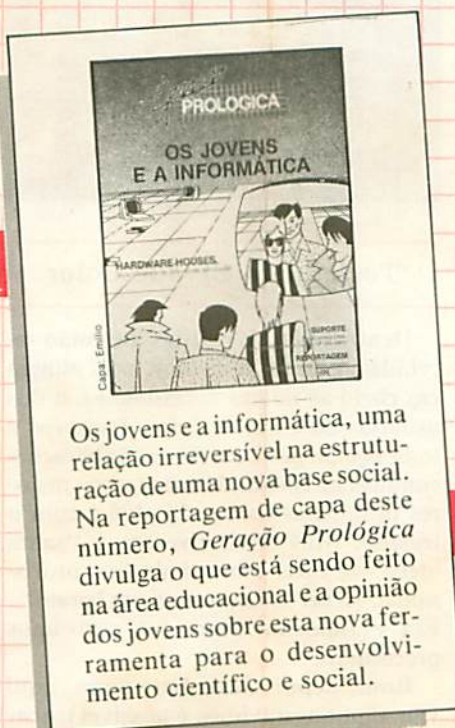 PROLOGICA
OS JOVENS
E A INFORMÁTICA
HARDWARE-HOUSES
SUPORTE
REPORTAGEM
Capa: Emílio
Os jovens e a informática, uma
relação irreversível na estrutu-
ração de uma nova base social.
Na reportagem de capa deste
número, Geração Prológica
divulga o que está sendo feito
na área educacional e a opinião
dos jovens sobre esta nova fer-
ramenta para o desenvolvi-
mento científico e social.